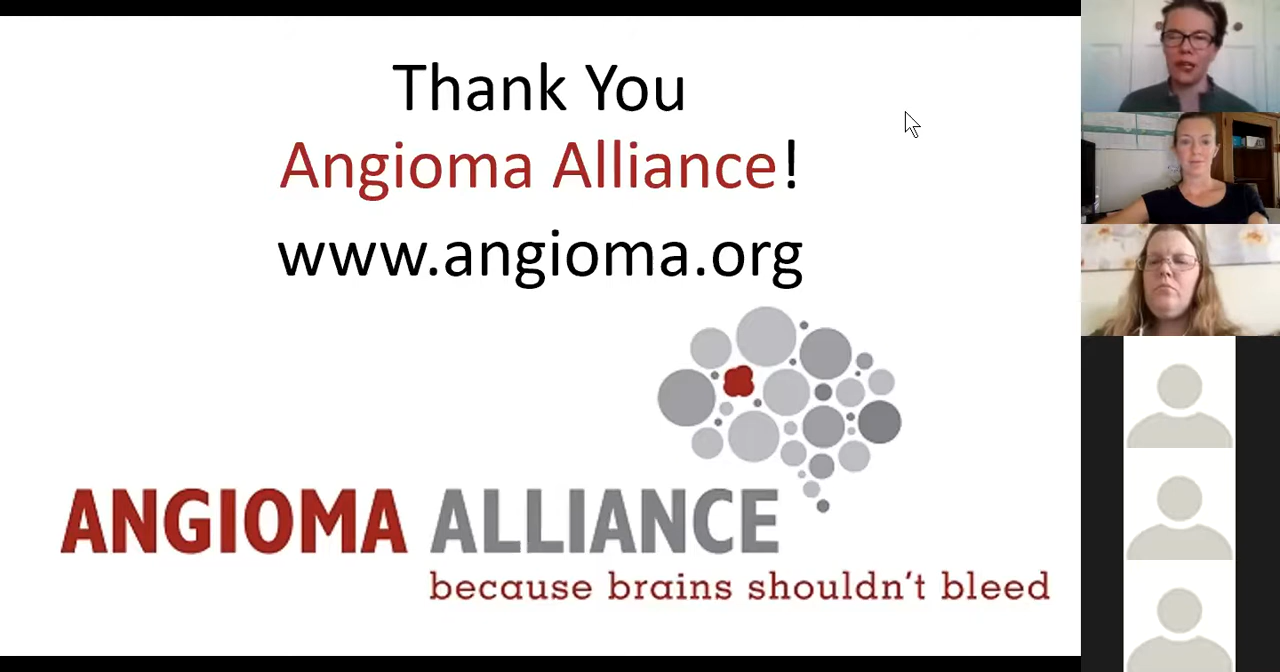 Thank You
Angioma Alliance!
www.angioma.org
ANGIOMA ALLIANCE
because brains shouldn't bleed